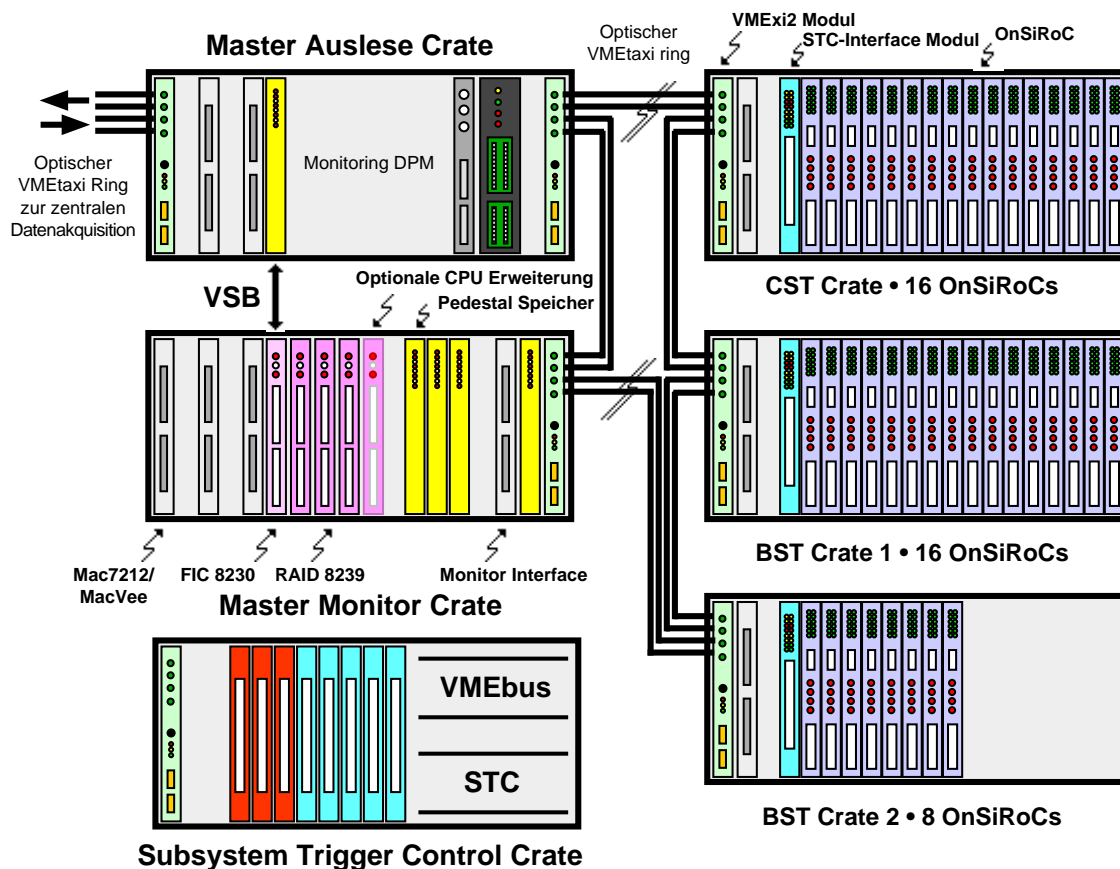 Master Auslese Crate
Optischer
VMEtaxi ring
VMExi2 Modul
STC-Interface Modul
OnSiRoC
Monitoring DPM
Optischer
VMEtaxi Ring
zur zentralen
Datenakquisition
CST Crate • 16 OnSiRoCs
VSB
Optionale CPU Erweiterung
Pedestal Speicher
BST Crate 1 • 16 OnSiRoCs
Mac7212/
MacVee
FIC 8230
RAID 8239
Monitor Interface
Master Monitor Crate
VMEbus
STC
BST Crate 2 • 8 OnSiRoCs
Subsystem Trigger Control Crate